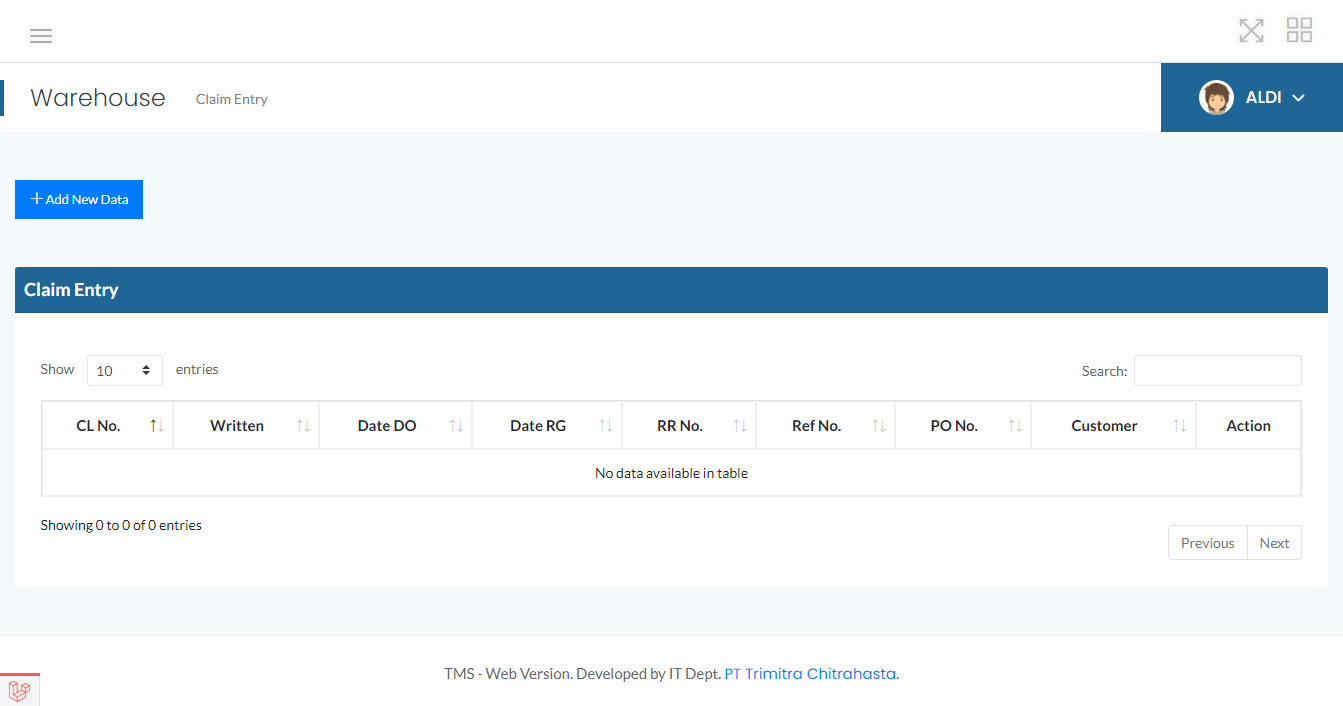 Warehouse Claim Entry ALDI
Add New Data
Claim Entry
Show 10 entries Search:
CL No. Written Date DO Date RG RR No. Ref No. PO No. Customer Action
No data available in table
Showing 0 to 0 of 0 entries
Previous Next
TMS - Web Version. Developed by IT Dept. PT Trimitra Chitrahasta.